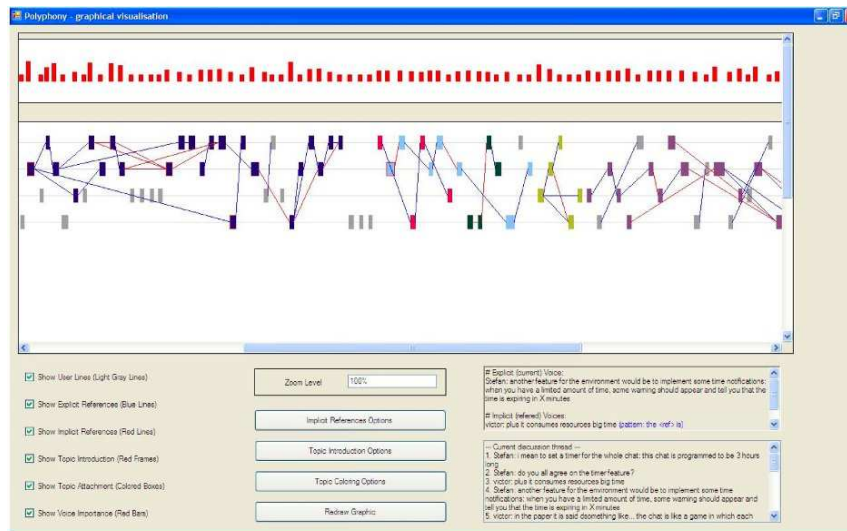 Polyphony - graphical visualisation
Show User Lines (Light Gray Lines)
Show Explicit References (Blue Lines)
Show Implicit References (Red Lines)
Show Topic Introduction (Red Frames)
Show Topic Attachment (Colored Boxes)
Show Voice Importance (Red Bars)
Zoom Level
100%
Implicit References Options
Topic Introduction Options
Topic Coloring Options
Redraw Graphic
# Explicit (current) Voice:
Stefan: another feature for the environment would be to implement some time notifications:
when you have a limited amount of time, some warning should appear and tell you that the
time is expiring in X minutes
# Implicit (refered) Voices:
victor: plus it consumes resources big time (pattern: the <ref> is)
--- Current discussion thread ---
1. Stefan: i mean to set a timer for the whole chat: this chat is programmed to be 3 hours
long
2. Stefan: do you all agree on the timer feature?
3. victor: plus it consumes resources big time
4. Stefan: another feature for the environment would be to implement some time
notifications: when you have a limited amount of time, some warning should appear and
tell you that the time is expiring in X minutes
5. victor: in the paper it is said dsomething like... the chat is like a game in which each